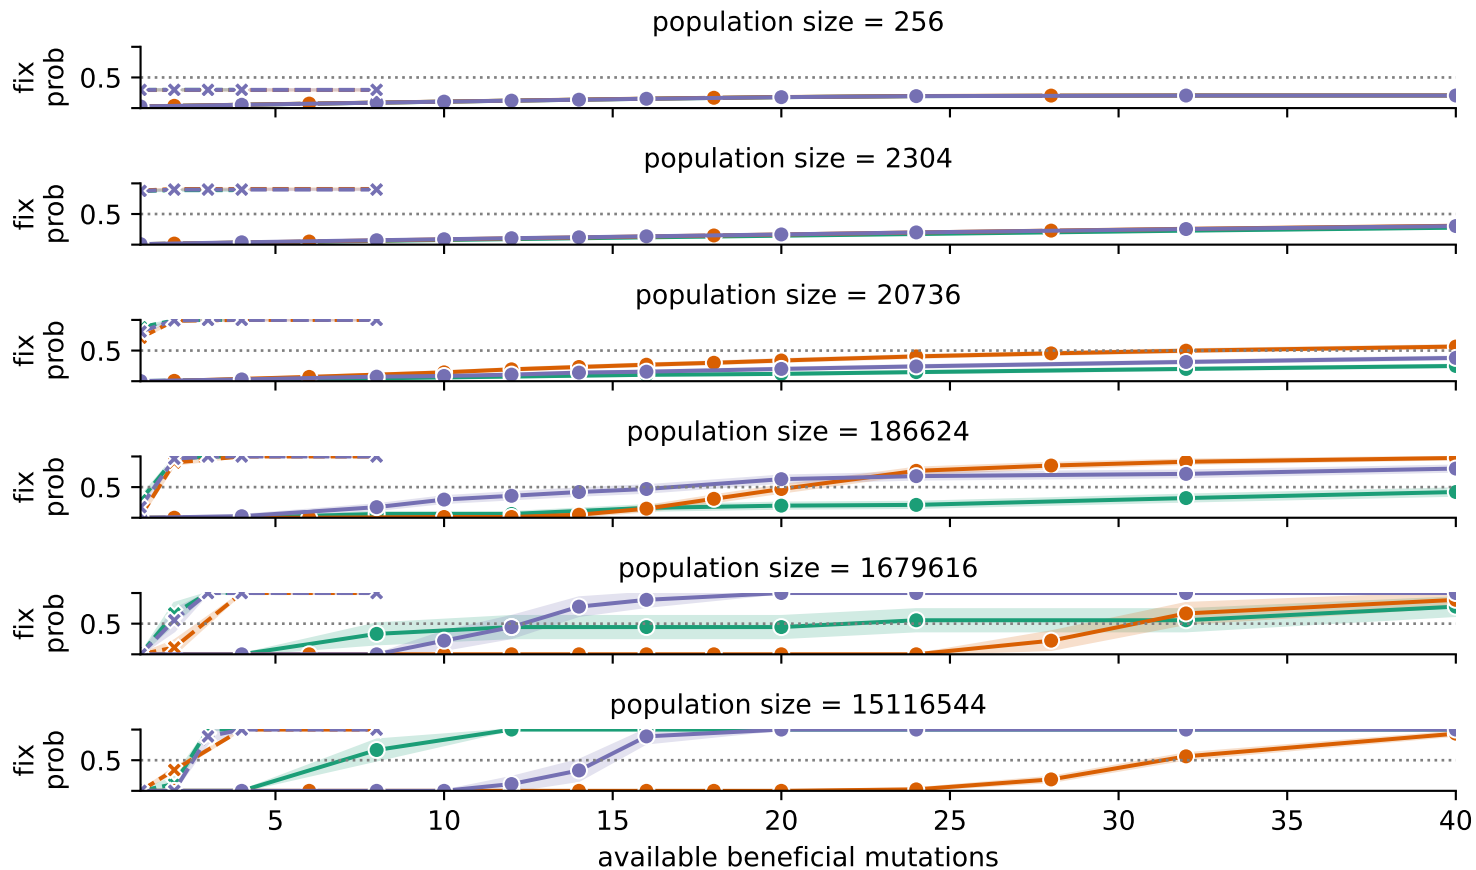 population size = 256
fix
prob
0.5
population size = 2304
fix
prob
0.5
population size = 20736
fix
prob
0.5
population size = 186624
fix
prob
0.5
population size = 1679616
fix
prob
0.5
population size = 15116544
fix
prob
0.5
5 10 15 20 25 30 35 40
available beneficial mutations